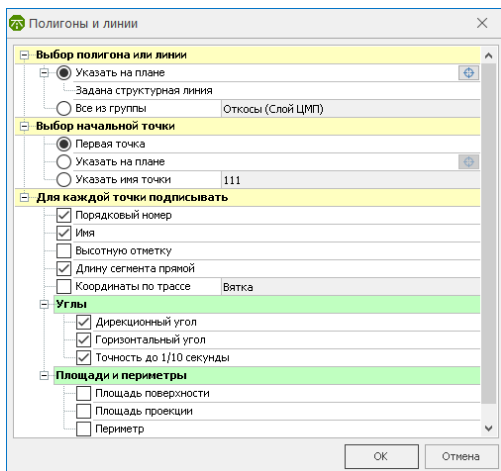 Полигоны и линии
Выбор полигона или линии
Указать на плане
Задана структурная линия
Все из группы Откосы (Слой ЦМП)
Выбор начальной точки
Первая точка
Указать на плане
Указать имя точки 111
Для каждой точки подписывать
Порядковый номер
Имя
Высотную отметку
Длину сегмента прямой
Координаты по трассе Вятка
Углы
Дирекционный угол
Горизонтальный угол
Точность до 1/10 секунды
Площади и периметры
Площадь поверхности
Площадь проекции
Периметр
ОК Отмена